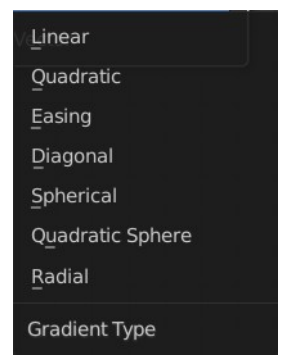 Linear
Quadratic
Easing
Diagonal
Spherical
Quadratic Sphere
Radial
Gradient Type